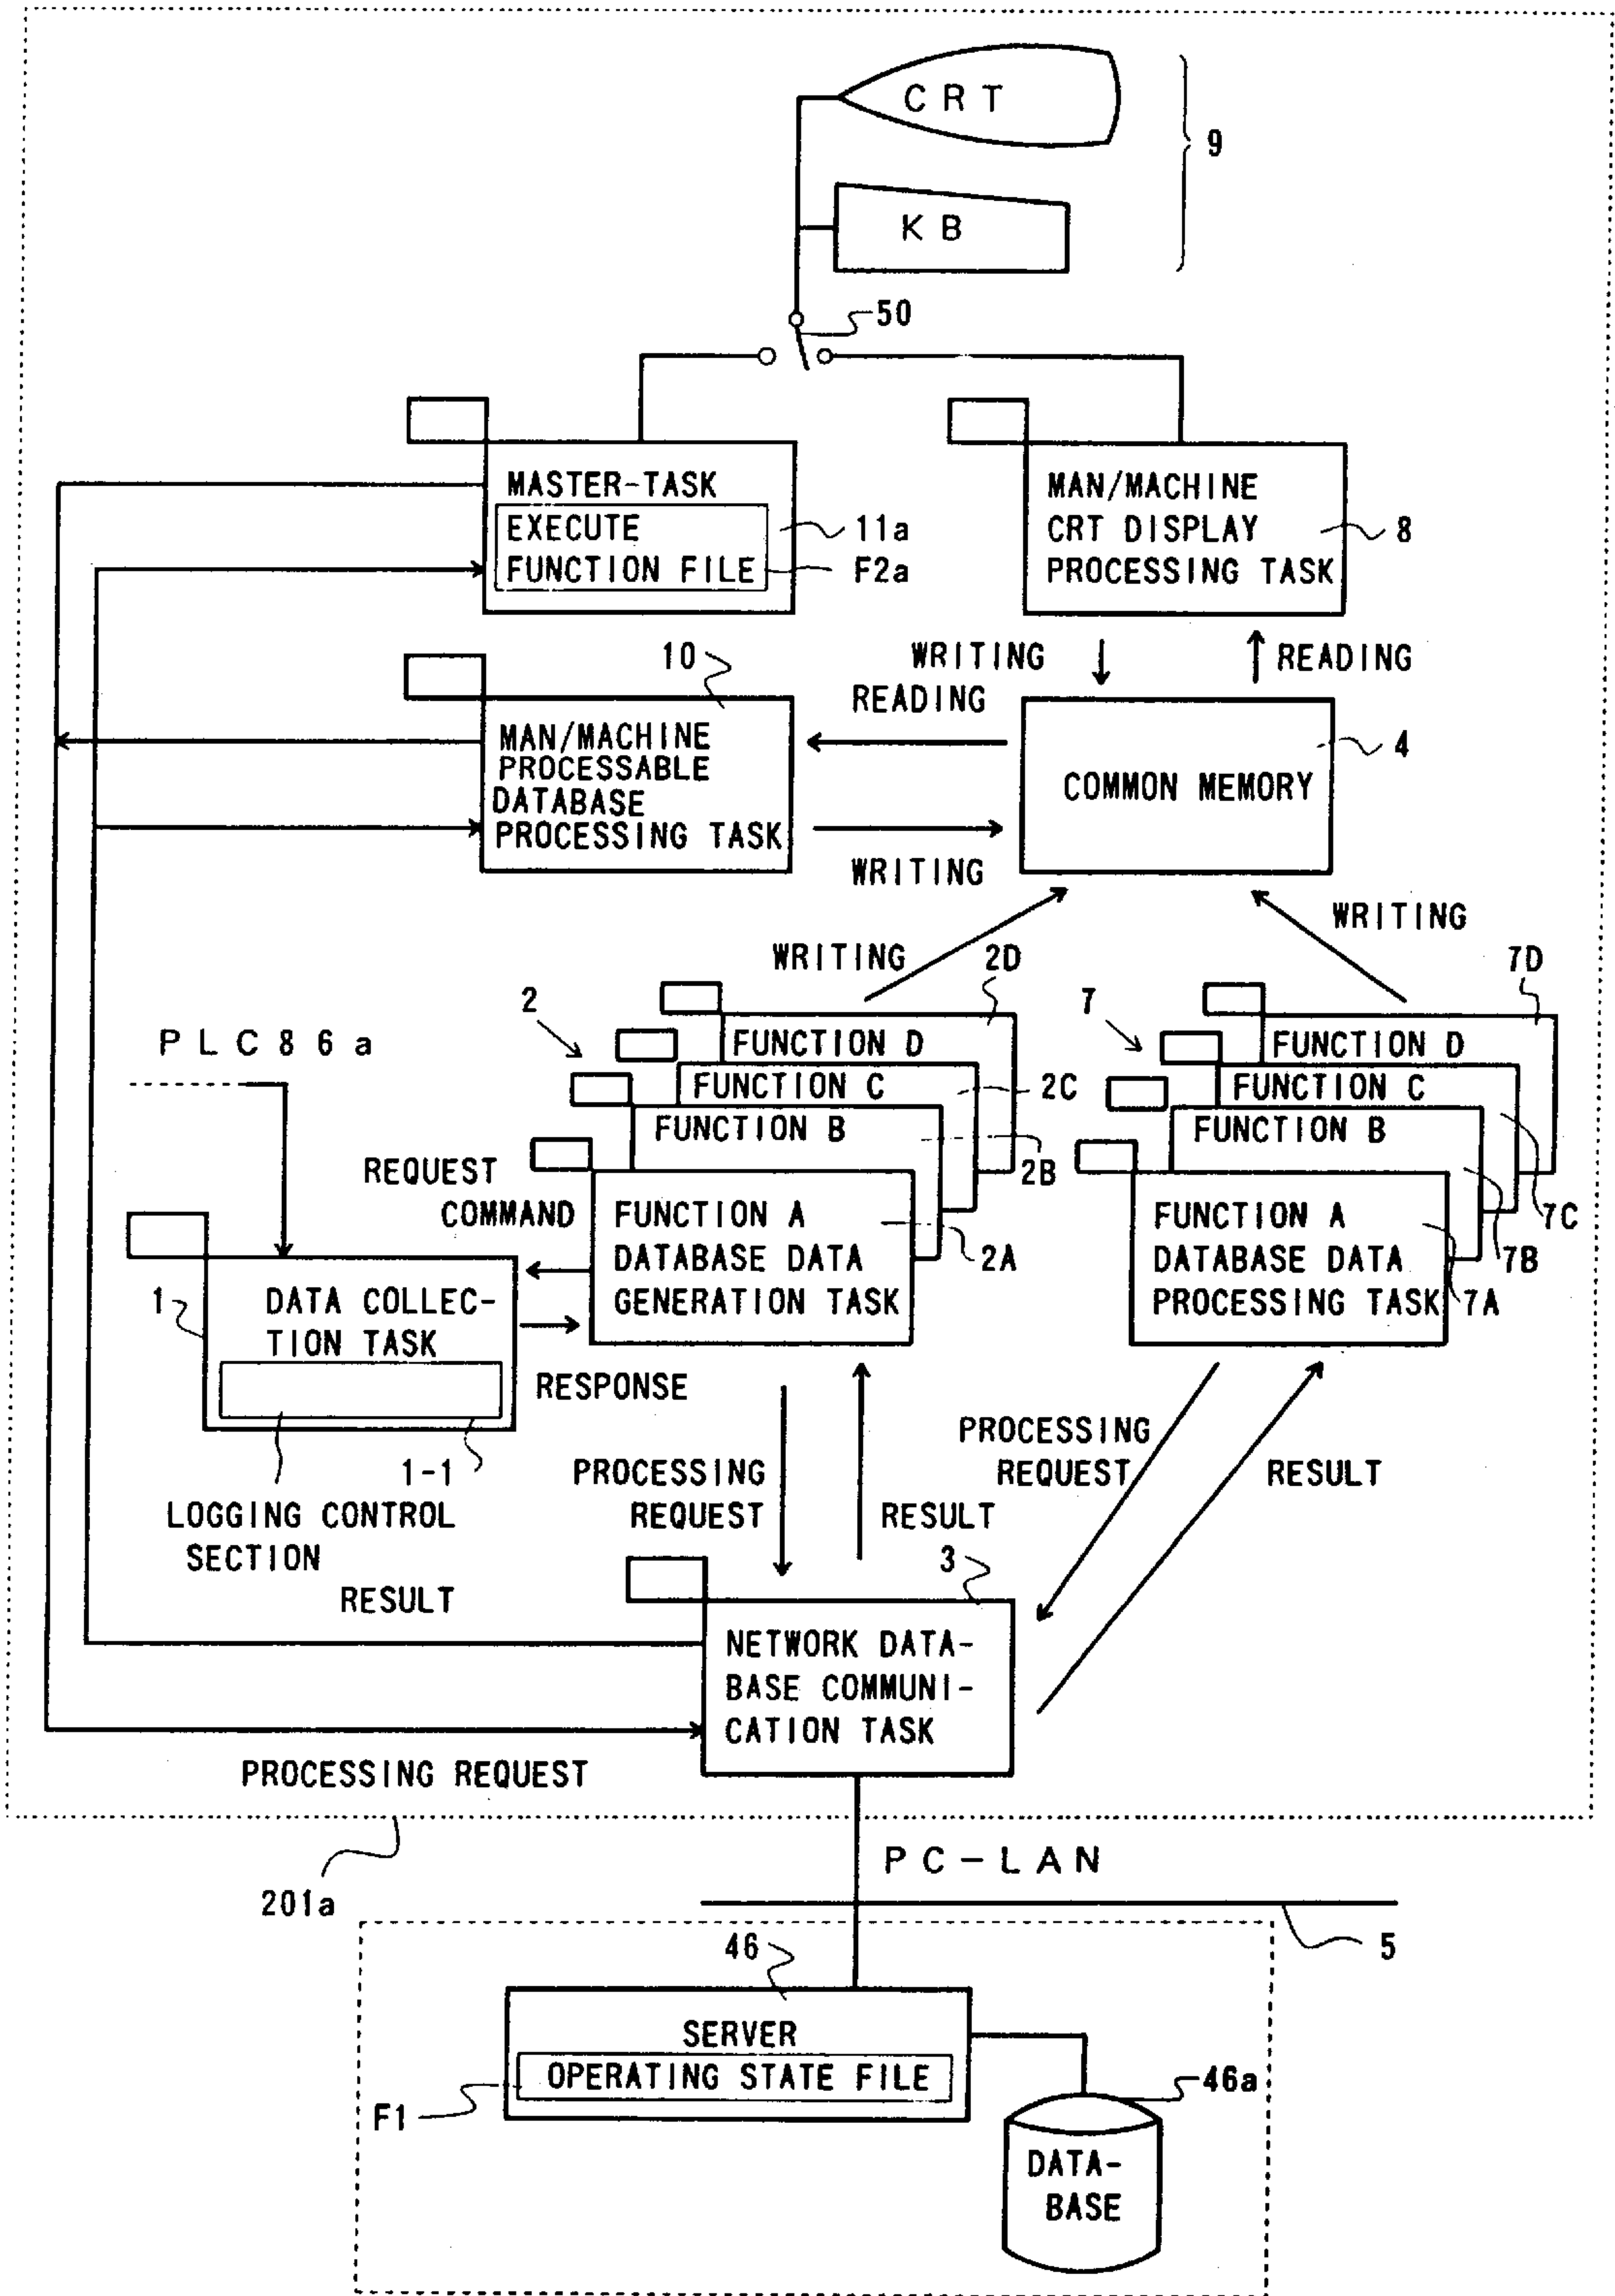 CRT
9
KB
50
MASTER-TASK
EXECUTE
FUNCTION FILE
11a
F2a
MAN/MACHINE
CRT DISPLAY
PROCESSING TASK
8
10
WRITING
READING
READING
MAN/MACHINE
PROCESSABLE
DATABASE
PROCESSING TASK
4
COMMON MEMORY
WRITING
WRITING
WRITING
2
2D
7
7D
PLC86a
FUNCTION D
FUNCTION C
FUNCTION B
2C
2B
FUNCTION D
FUNCTION C
FUNCTION B
7C
7B
REQUEST
COMMAND
FUNCTION A
DATABASE DATA
GENERATION TASK
2A
FUNCTION A
DATABASE DATA
PROCESSING TASK
7A
1
DATA COLLEC-
TION TASK
RESPONSE
1-1
LOGGING CONTROL
SECTION
PROCESSING
REQUEST
RESULT
PROCESSING
REQUEST
RESULT
RESULT
3
NETWORK DATA-
BASE COMMUNI-
CATION TASK
PROCESSING REQUEST
201a
PC-LAN
5
46
SERVER
OPERATING STATE FILE
F1
46a
DATA-
BASE